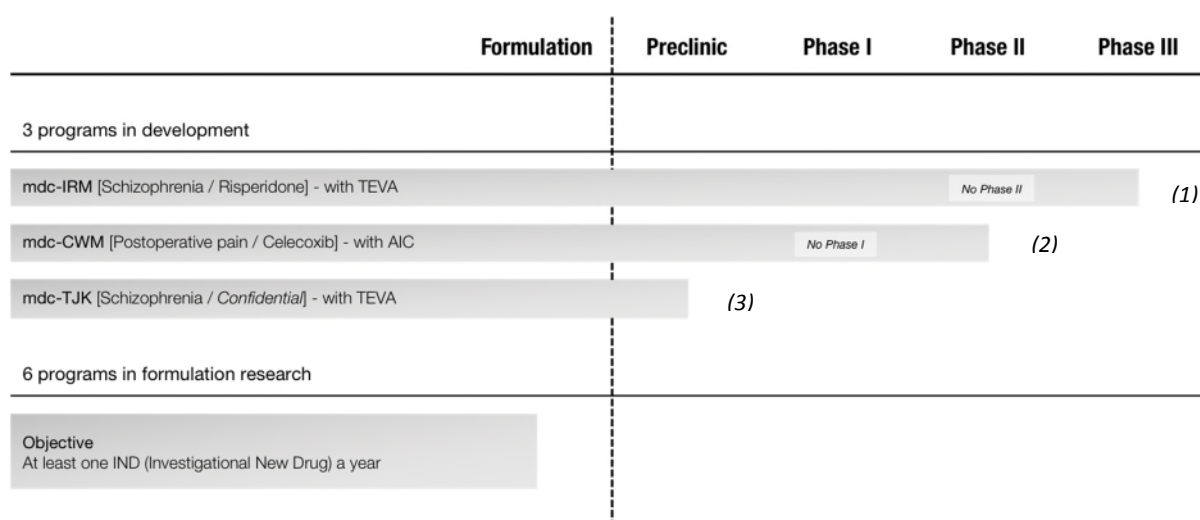 Formulation Preclinic Phase I Phase II Phase III
3 programs in development
mdc-IRM [Schizophrenia / Risperidone] - with TEVA No Phase II (1)
mdc-CWM [Postoperative pain / Celecoxib] - with AIC No Phase I (2)
mdc-TJK [Schizophrenia / Confidential] - with TEVA (3)
6 programs in formulation research
Objective
At least one IND (Investigational New Drug) a year